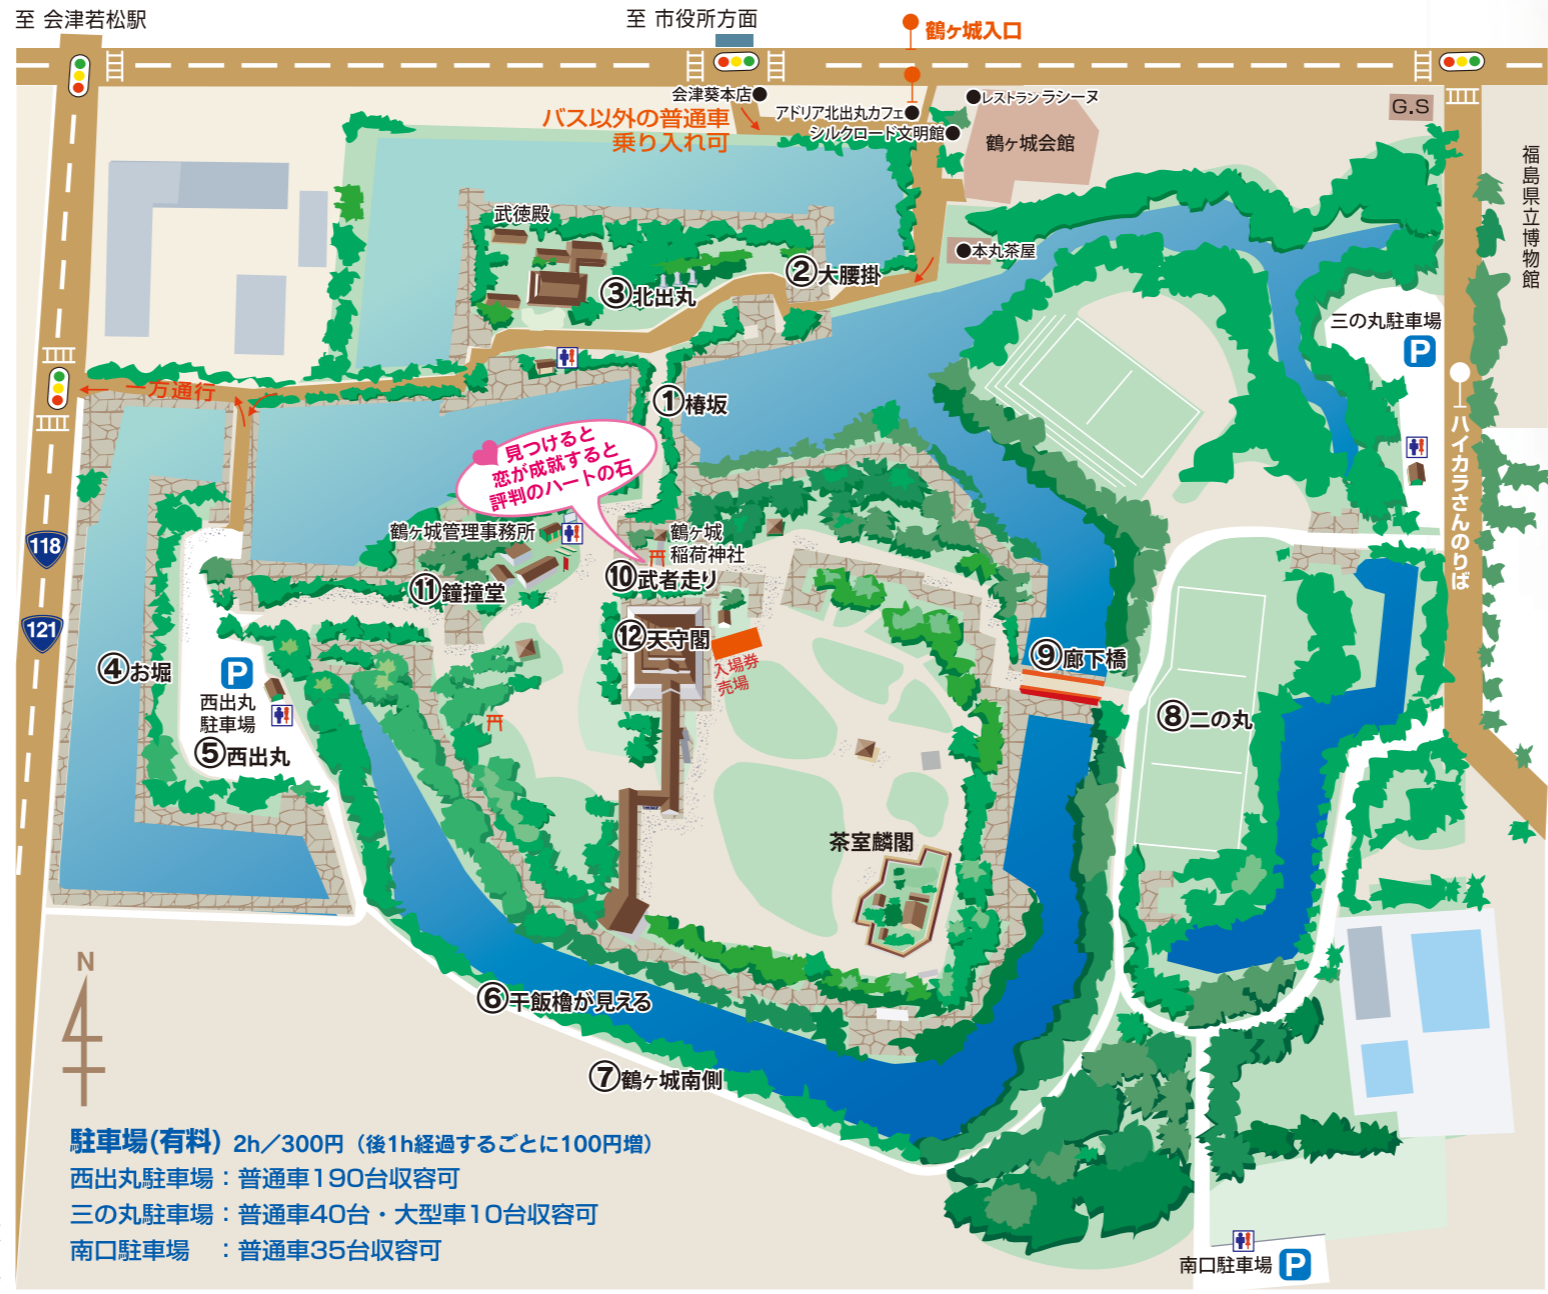 至 会津若松駅
至 市役所方面
鶴ヶ城入口
会津葵本店
バス以外の普通車
乗り入れ可
アドリア北出丸カフェ
シルクロード文明館
レストラン ラシーヌ
鶴ヶ城会館
G.S
福島県立博物館
武徳殿
本丸茶屋
②大腰掛
③北出丸
三の丸駐車場
P
一方通行
①椿坂
見つけると
恋が成就すると
評判のハートの石
ハイカラさんのりば
鶴ヶ城管理事務所
鶴ヶ城
稲荷神社
⑩武者走り
⑪鐘撞堂
118
121
⑫天守閣
入場券
売場
⑨廊下橋
④お堀
P
西出丸
駐車場
⑤西出丸
⑧二の丸
茶室麟閣
N
⑥干飯櫓が見える
⑦鶴ヶ城南側
駐車場(有料) 2h／300円（後1h経過するごとに100円増）
西出丸駐車場：普通車190台収容可
三の丸駐車場：普通車40台・大型車10台収容可
南口駐車場　：普通車35台収容可
南口駐車場 P